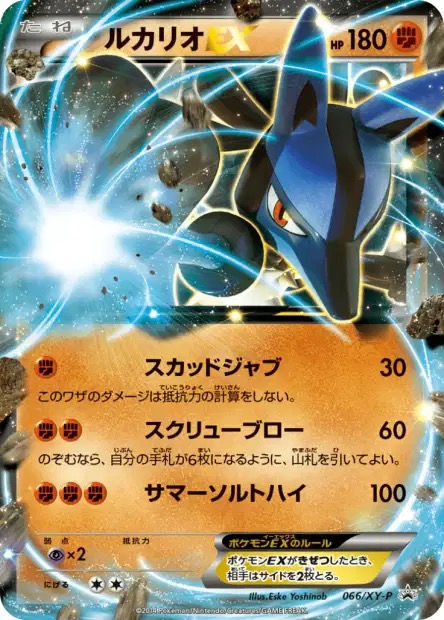 たね ルカリオEX HP180
スカッドジャブ 30
このワザのダメージは抵抗力の計算をしない。
スクリューブロー 60
のぞむなら、自分の手札が6枚になるように、山札を引いてよい。
サマーソルトハイ 100
弱点 抵抗力
×2
ポケモンEXのルール
ポケモンEXがきぜつしたとき、
相手はサイドを2枚とる。
にげる
Illus.Eske Yoshinob 066/XY-P
©2014 Pokémon/Nintendo/Creatures/GAME FREAK.